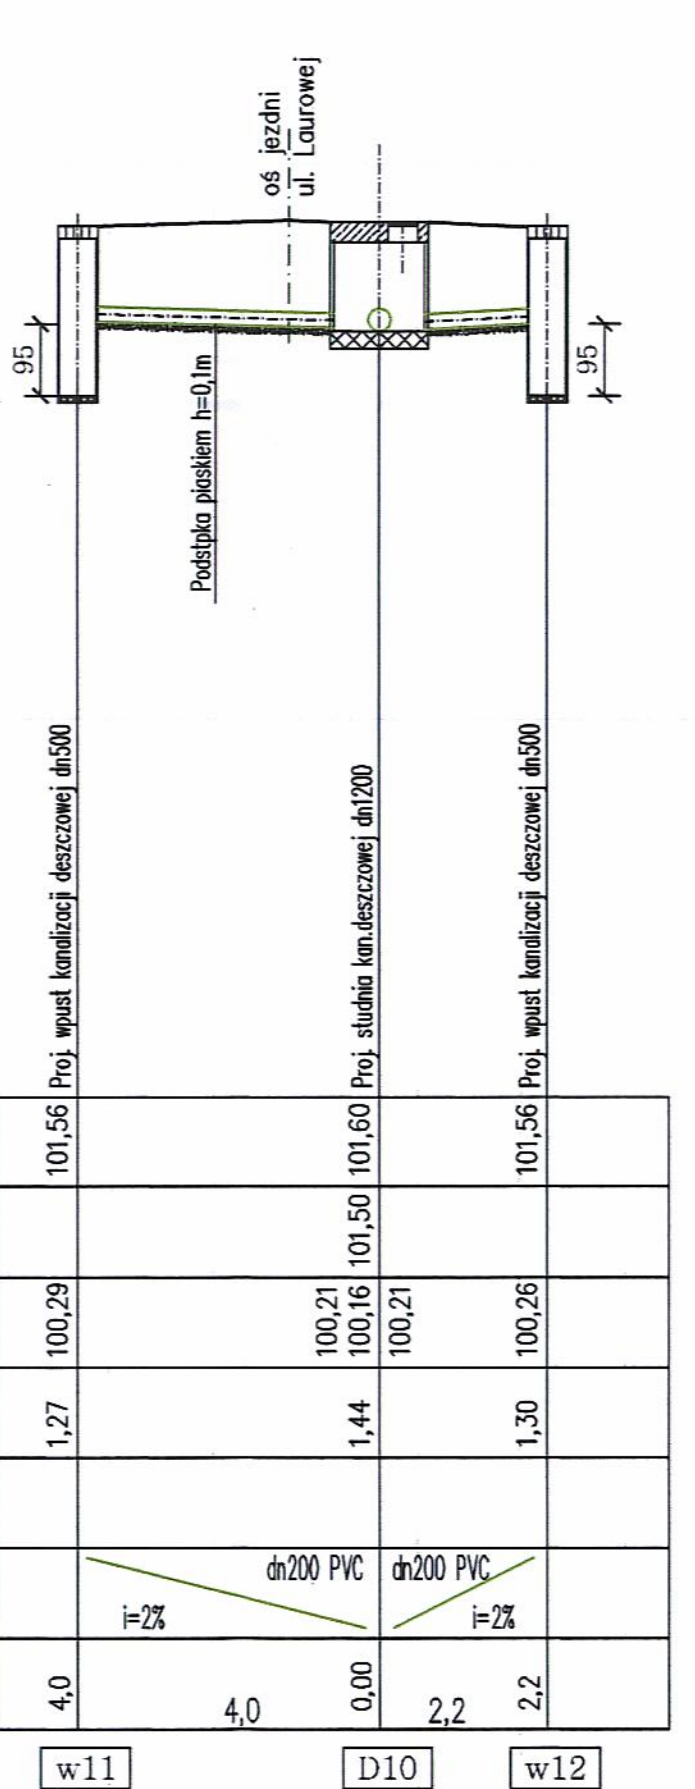 oś jezdni
ul. Laurowej
95
95
Podstpka piaskiem h=0,1m
Proj. wpust kanalizacji deszczowej dn500
Proj. studnia kan.deszczowej dn1200
Proj. wpust kanalizacji deszczowej dn500
101,56
101,60
101,56
101,50
100,29
100,21
100,16
100,21
100,26
1,27
1,44
1,30
dn200 PVC
dn200 PVC
i=2%
i=2%
4,0
4,0
0,00
2,2
2,2
w11
D10
w12